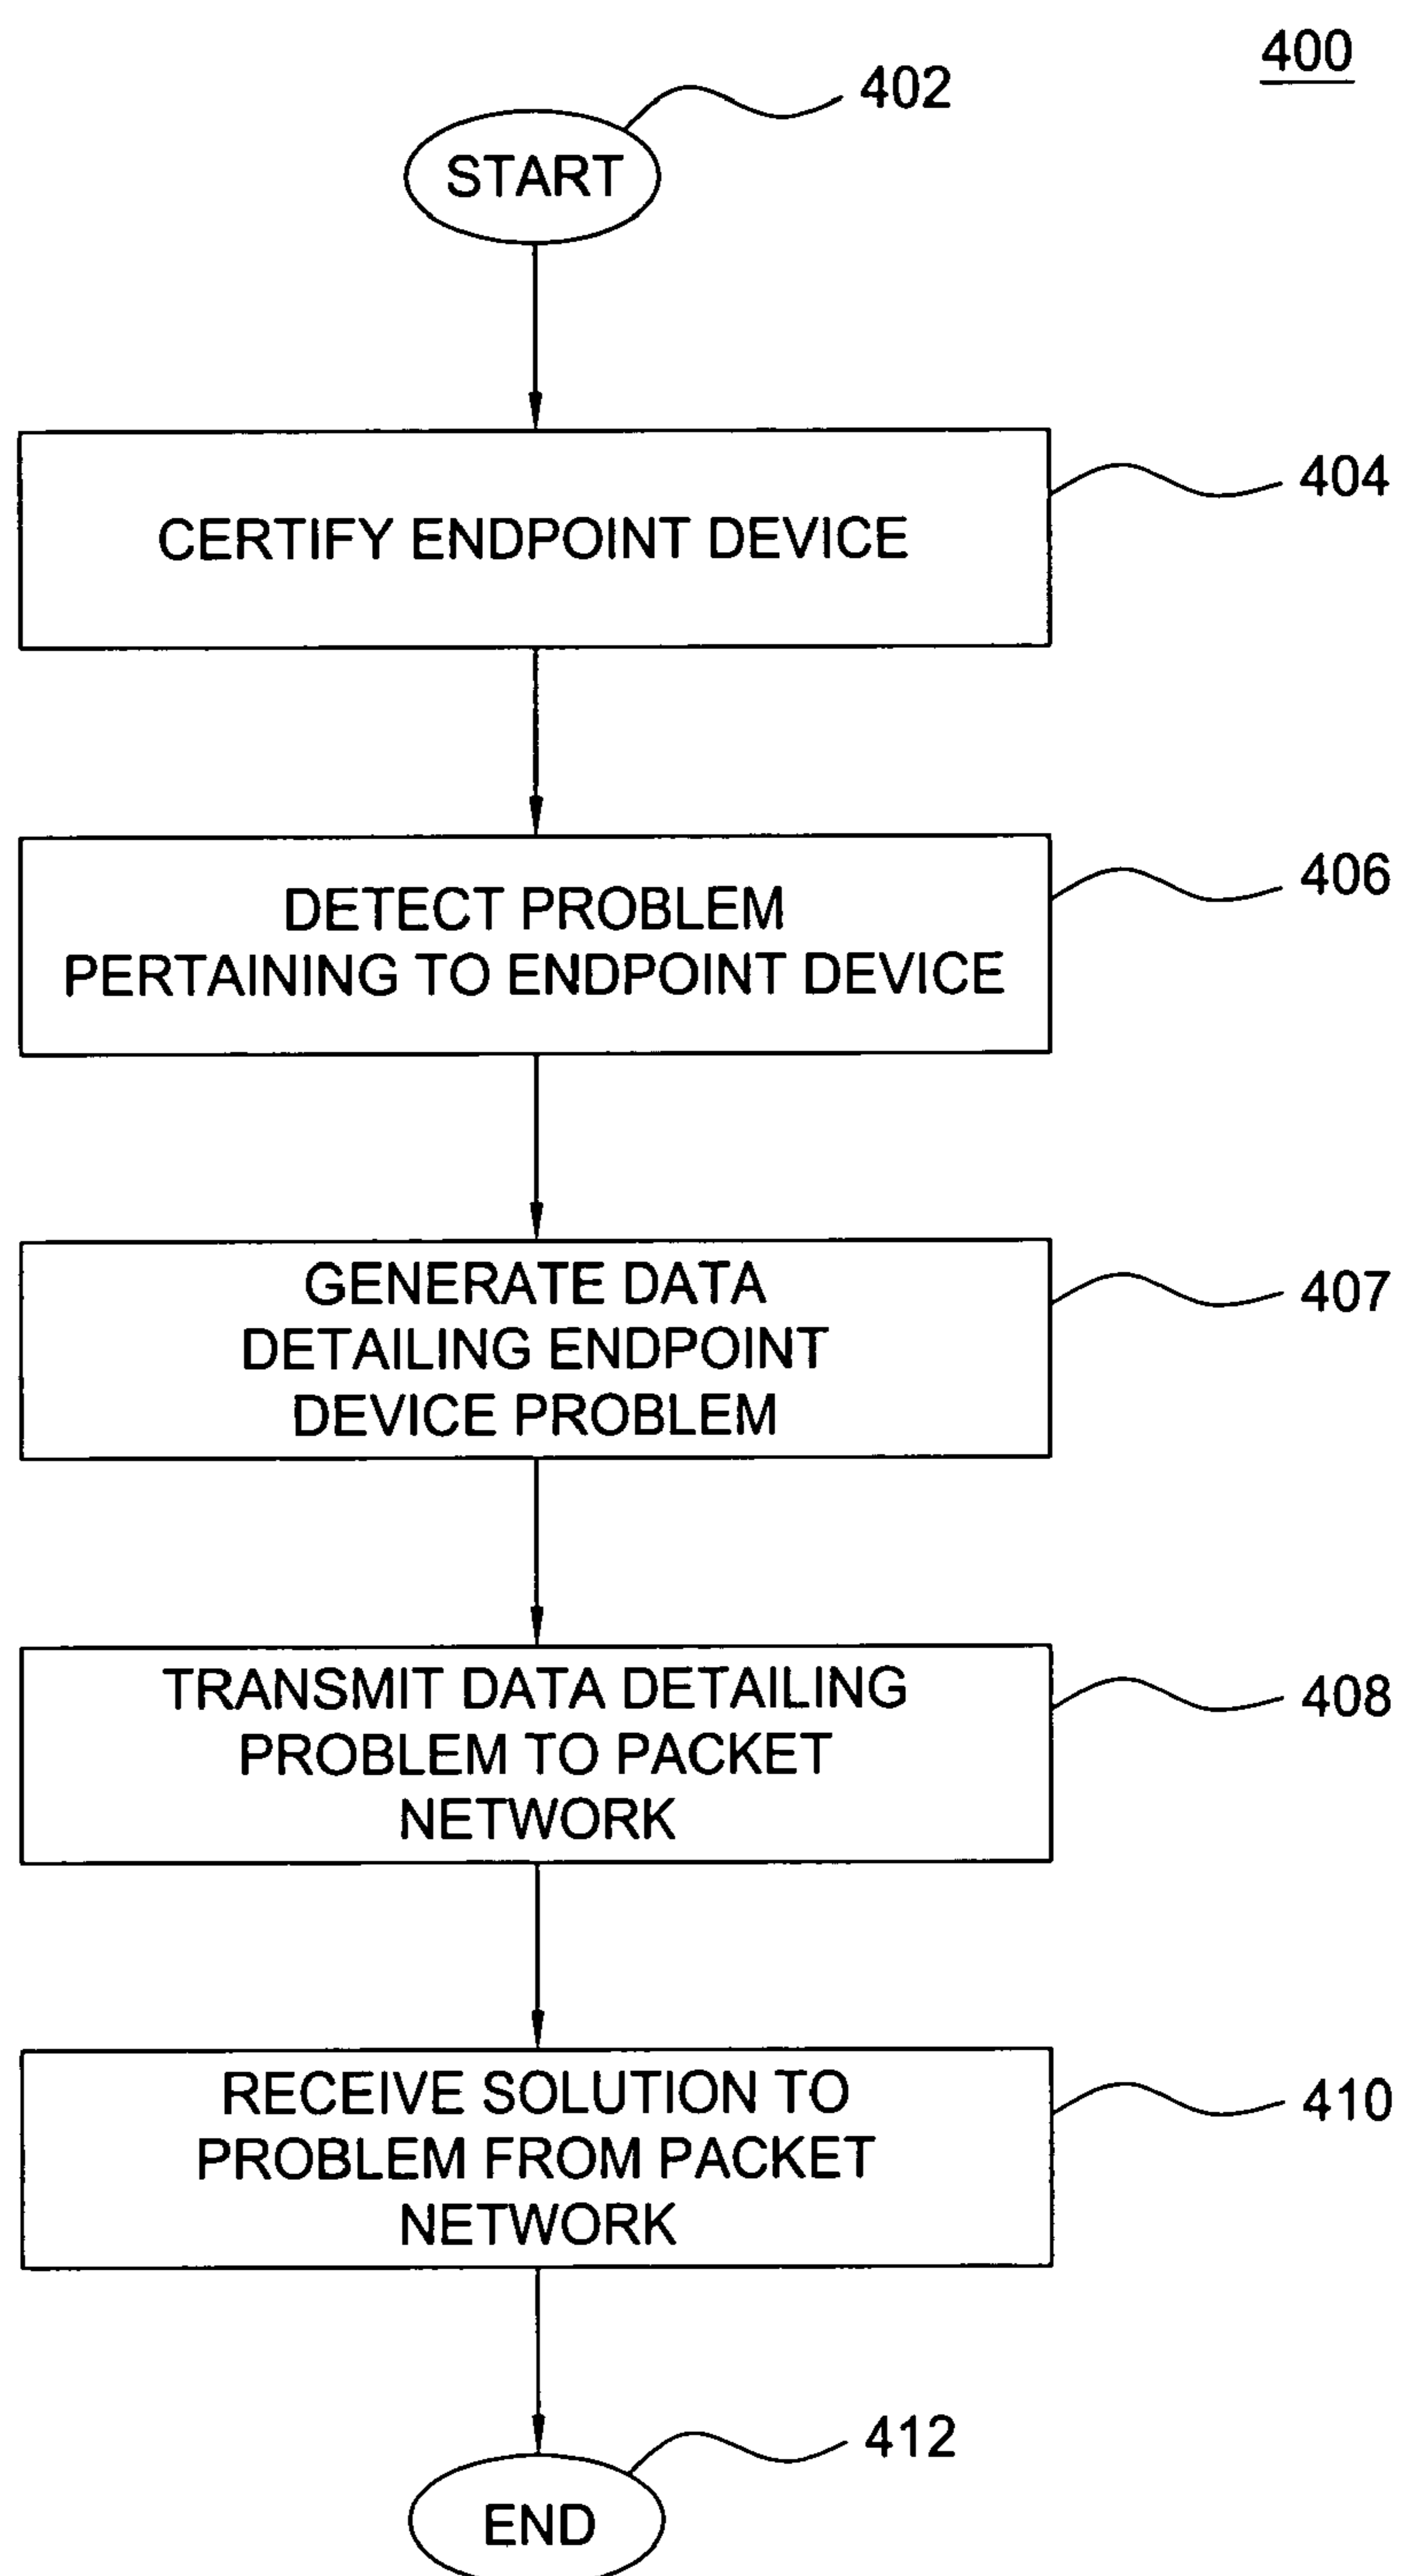 400
402
START
404
CERTIFY ENDPOINT DEVICE
406
DETECT PROBLEM
PERTAINING TO ENDPOINT DEVICE
407
GENERATE DATA
DETAILING ENDPOINT
DEVICE PROBLEM
408
TRANSMIT DATA DETAILING
PROBLEM TO PACKET
NETWORK
410
RECEIVE SOLUTION TO
PROBLEM FROM PACKET
NETWORK
412
END